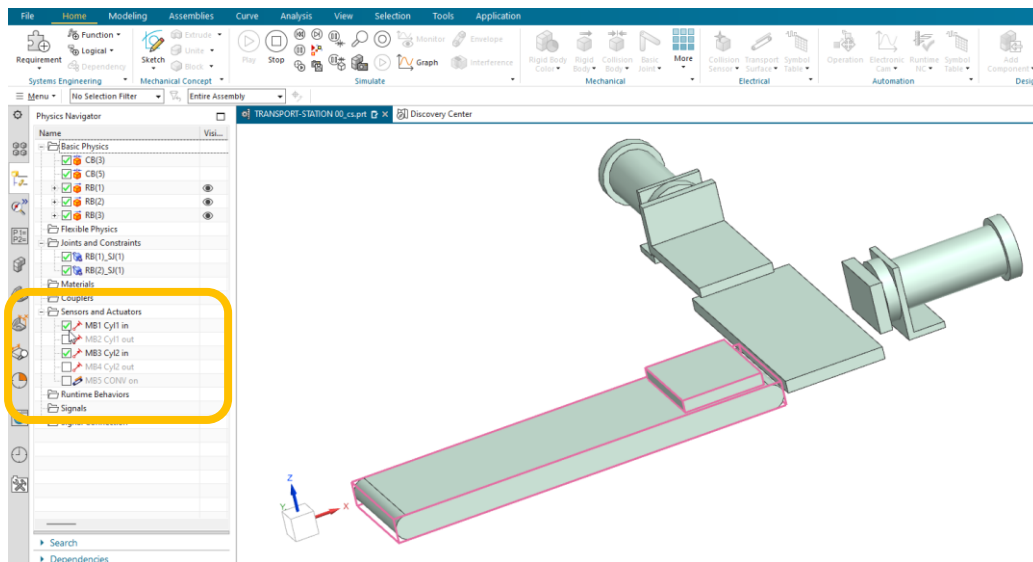 File Home Modeling Assemblies Curve Analysis View Selection Tools Application
Function Extrude
Logical Unite Monitor Envelope
Requirement Dependency Sketch Block Play Stop Graph Interference Rigid Body Color Rigid Body Collision Body Basic Joint More Collision Sensor Transport Surface Symbol Table Operation Electronic Cam Runtime NC Symbol Table Add Component
Systems Engineering Mechanical Concept Simulate Mechanical Electrical Automation Desig
Menu No Selection Filter Entire Assembly
Physics Navigator TRANSPORT-STATION 00_cs.prt Discovery Center
Name Visi...
Basic Physics
CB(3)
CB(5)
RB(1)
RB(2)
RB(3)
Flexible Physics
Joints and Constraints
RB(1)_SJ(1)
RB(2)_SJ(1)
Materials
Couplers
Sensors and Actuators
MB1 Cyl1 in
MB2 Cyl1 out
MB3 Cyl2 in
MB4 Cyl2 out
MB5 CONV on
Runtime Behaviors
Signals
Signal Connection
P1=
P2=
Z
Y
X
Search
Dependencies